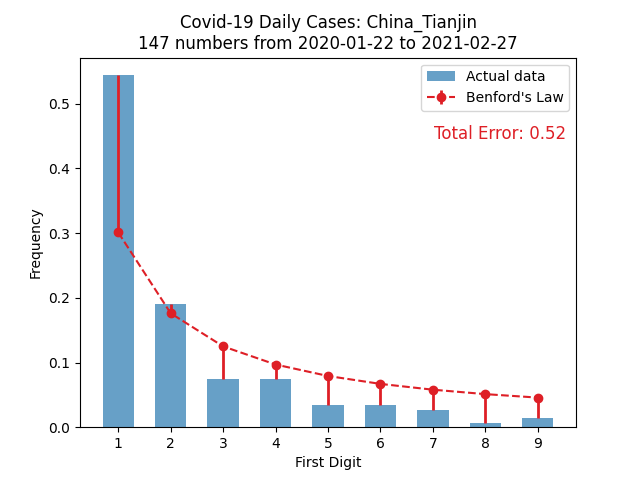 Covid-19 Daily Cases: China_Tianjin
147 numbers from 2020-01-22 to 2021-02-27
Actual data
Benford's Law
Total Error: 0.52
Frequency
0.5
0.4
0.3
0.2
0.1
0.0
1 2 3 4 5 6 7 8 9
First Digit